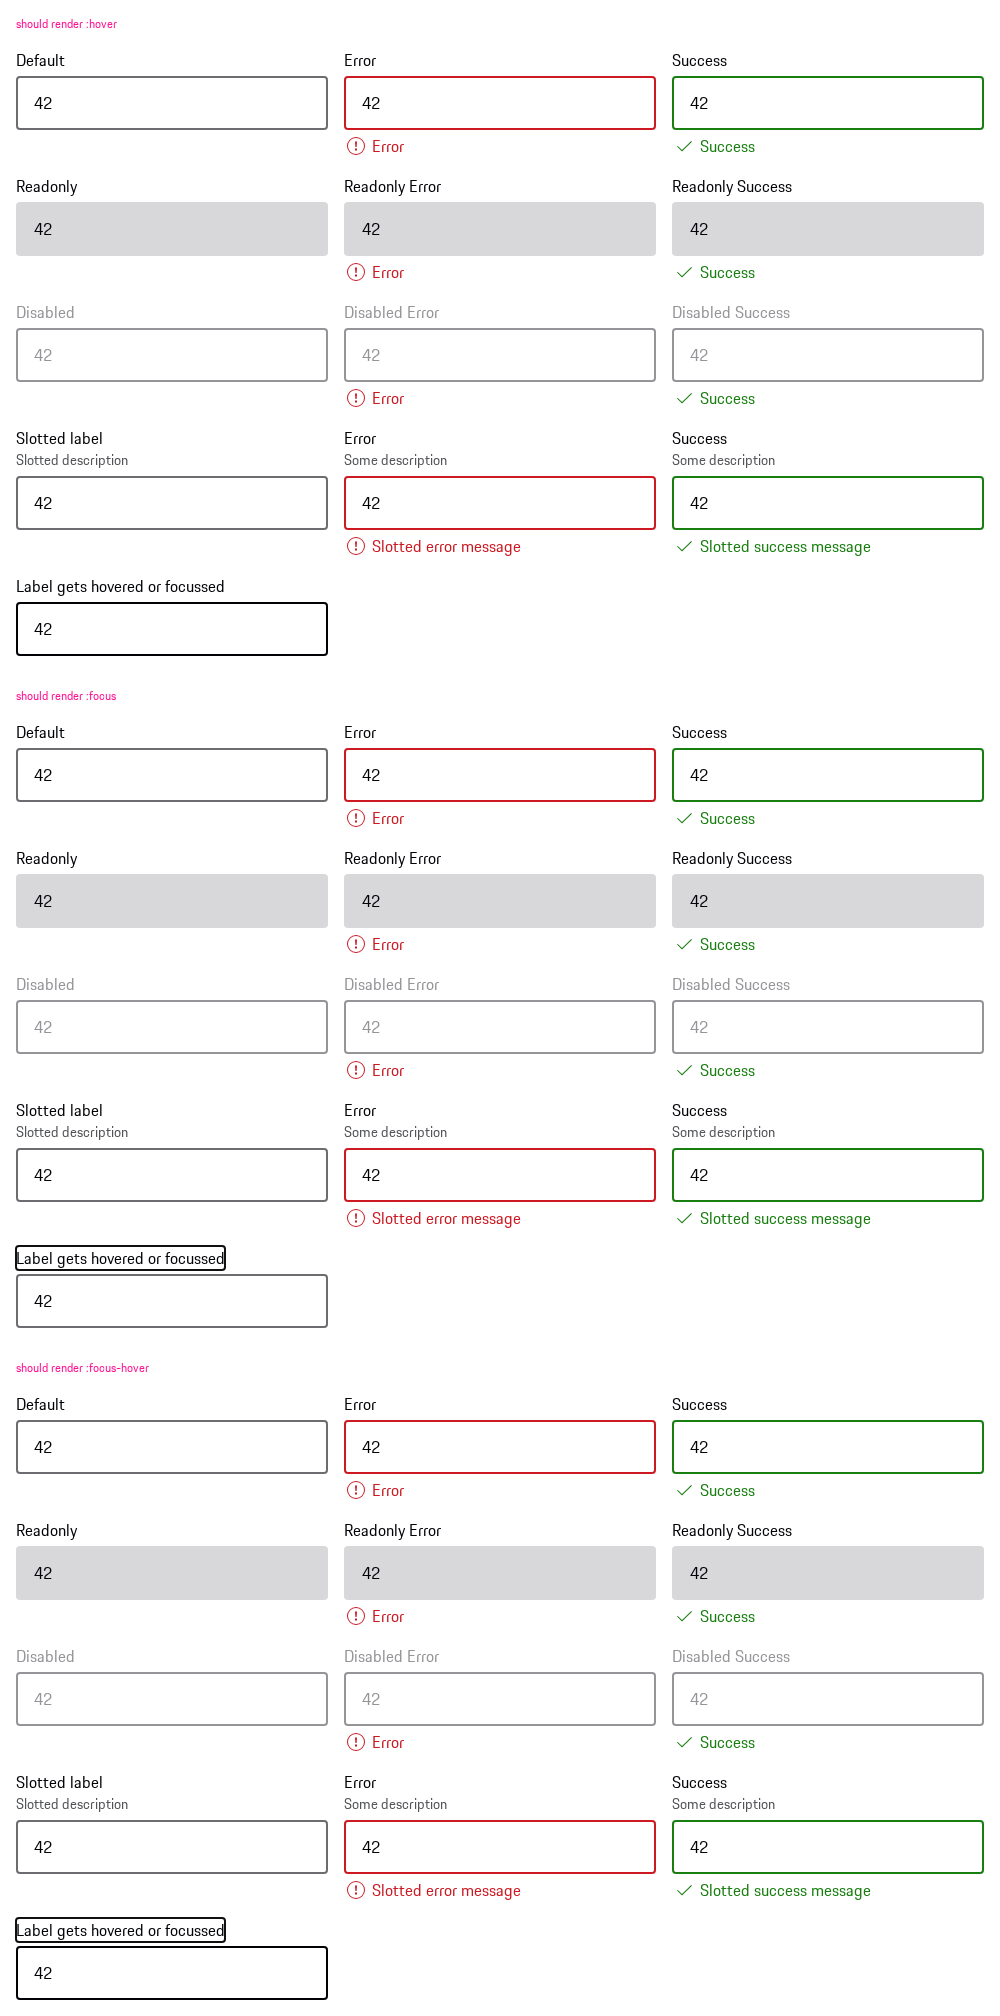 should render :hover
Default Error Success
42 42 42
Error Success
Readonly Readonly Error Readonly Success
42 42 42
Error Success
Disabled Disabled Error Disabled Success
42 42 42
Error Success
Slotted label Error Success
Slotted description Some description Some description
42 42 42
Slotted error message Slotted success message
Label gets hovered or focussed
42
should render :focus
Default Error Success
42 42 42
Error Success
Readonly Readonly Error Readonly Success
42 42 42
Error Success
Disabled Disabled Error Disabled Success
42 42 42
Error Success
Slotted label Error Success
Slotted description Some description Some description
42 42 42
Slotted error message Slotted success message
Label gets hovered or focussed
42
should render :focus-hover
Default Error Success
42 42 42
Error Success
Readonly Readonly Error Readonly Success
42 42 42
Error Success
Disabled Disabled Error Disabled Success
42 42 42
Error Success
Slotted label Error Success
Slotted description Some description Some description
42 42 42
Slotted error message Slotted success message
Label gets hovered or focussed
42